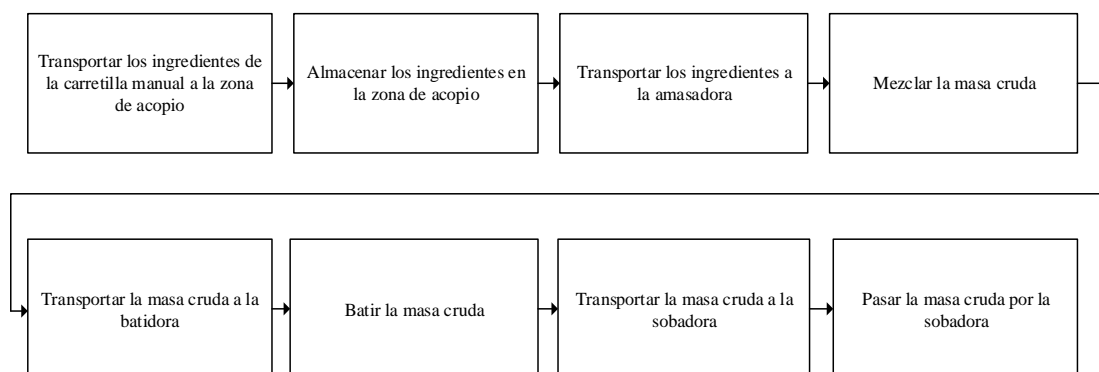 Transportar los ingredientes de
la carretilla manual a la zona
de acopio
Almacenar los ingredientes en
la zona de acopio
Transportar los ingredientes a
la amasadora
Mezclar la masa cruda
Transportar la masa cruda a la
batidora
Batir la masa cruda
Transportar la masa cruda a la
sobadora
Pasar la masa cruda por la
sobadora